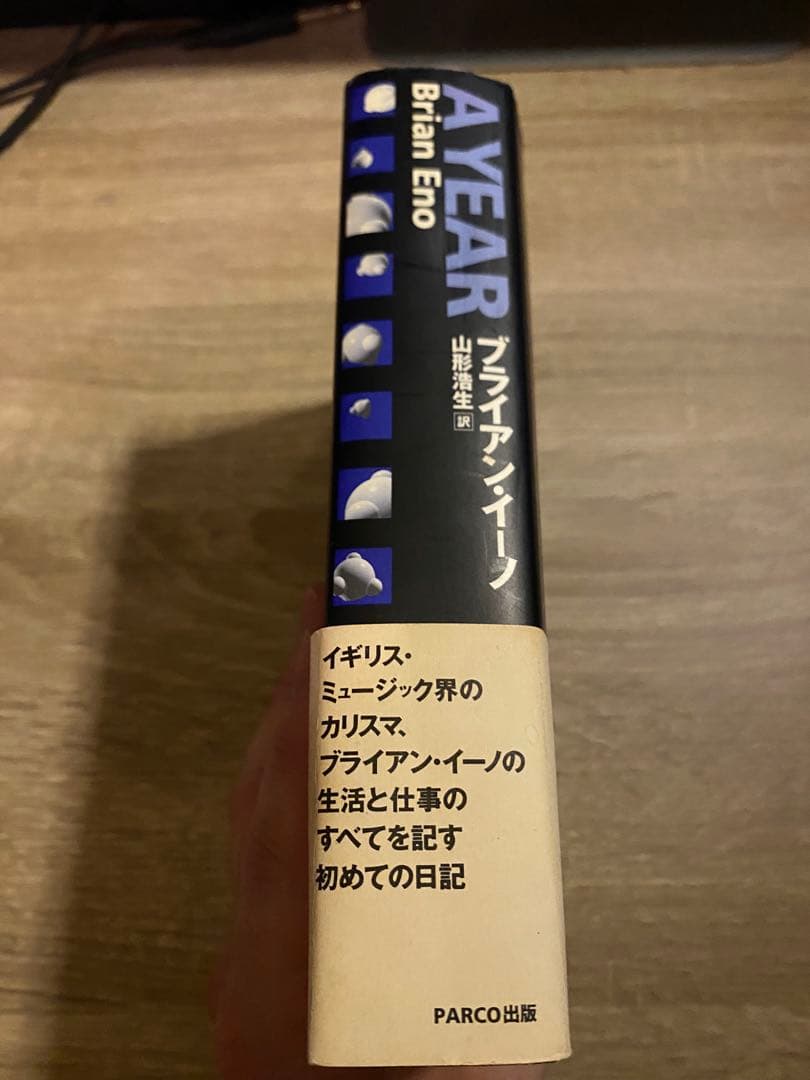 A YEAR
Brian Eno
ブライアン・イーノ
山形浩生 訳
イギリス・
ミュージック界の
カリスマ、
ブライアン・イーノの
生活と仕事の
すべてを記す
初めての日記
PARCO出版